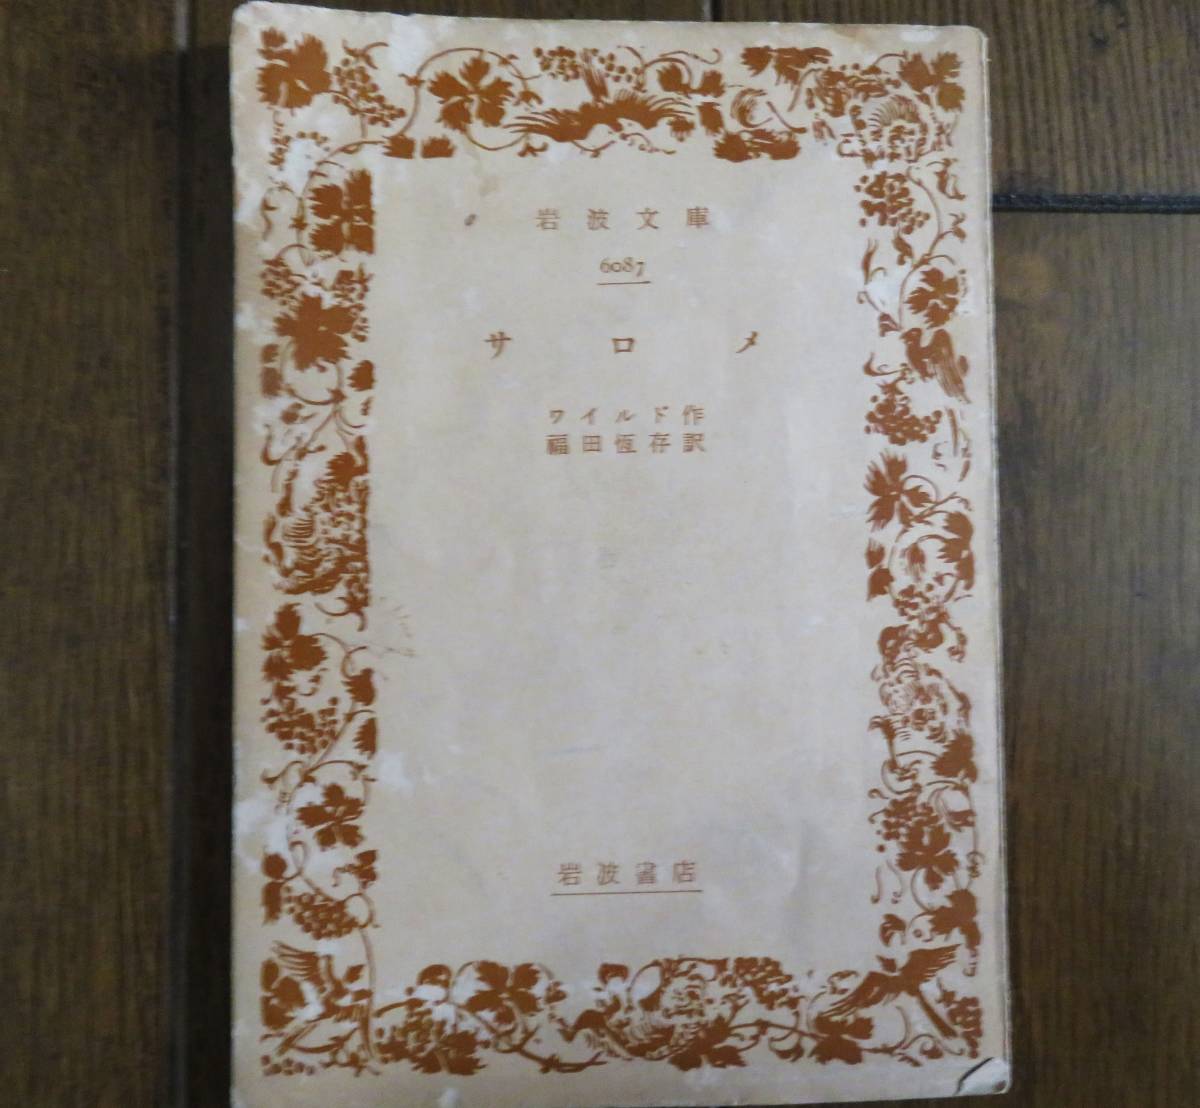 岩波文庫
6087
サロメ
ワイルド作
福田恆存訳
岩波書店